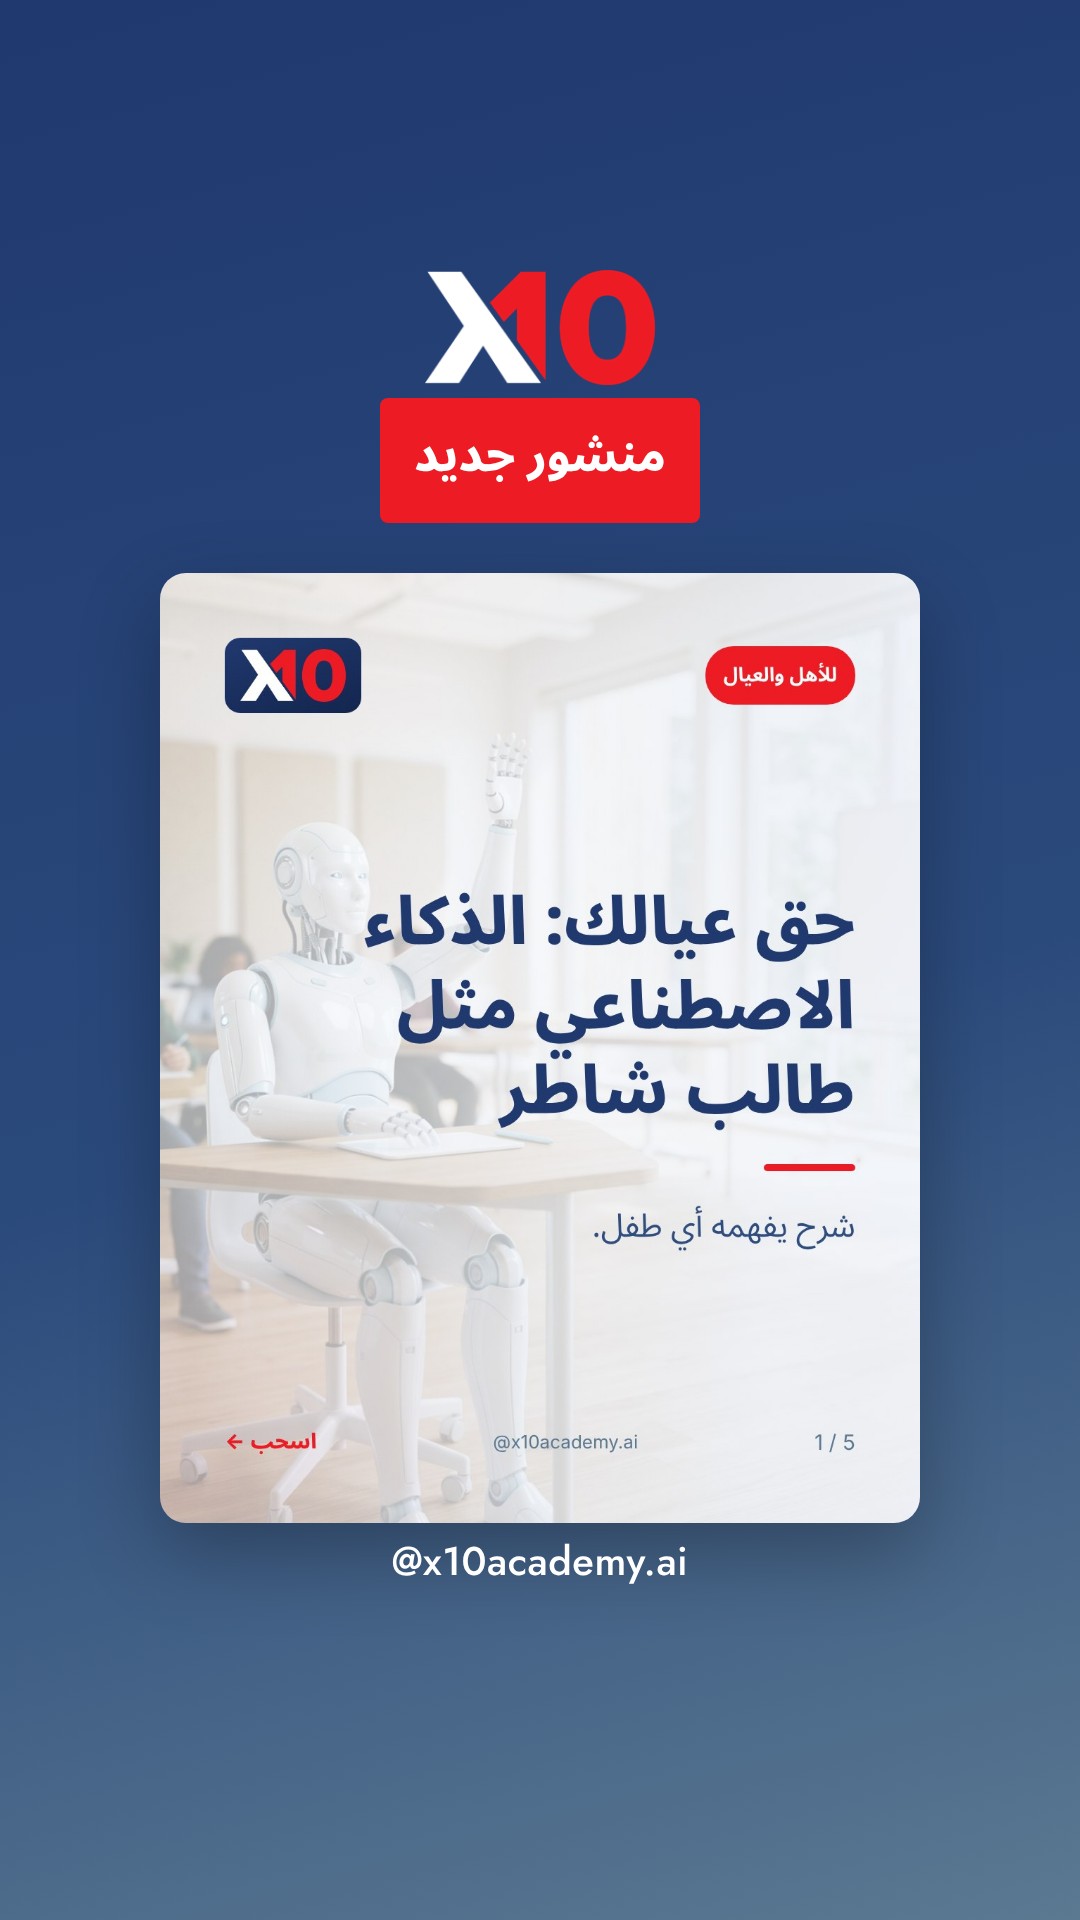 X10
منشور جديد
X10
للأهل والعيال
حق عيالك: الذكاء
الاصطناعي مثل
طالب شاطر
شرح يفهمه أي طفل.
1 / 5
@x10academy.ai
اسحب ←
@x10academy.ai